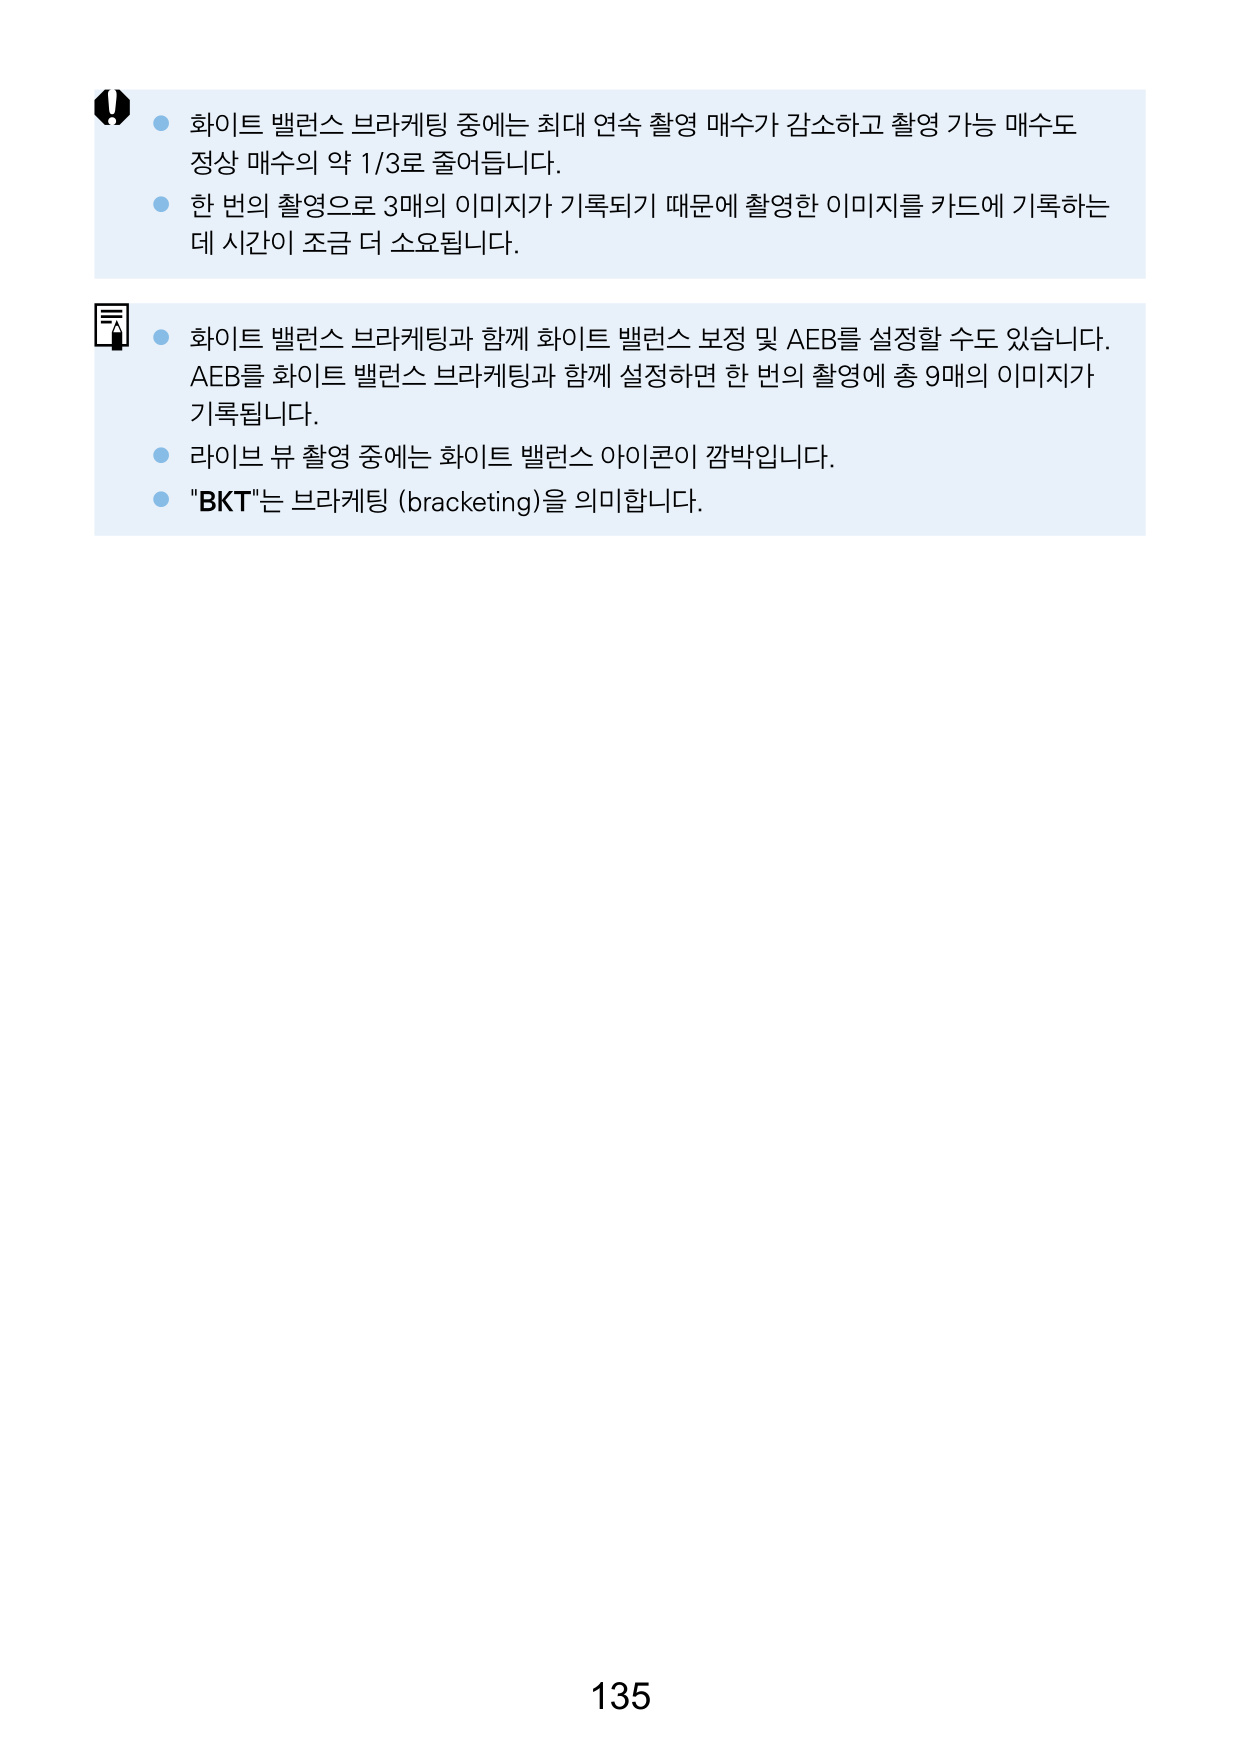 ● 화이트 밸런스 브라케팅 중에는 최대 연속 촬영 매수가 감소하고 촬영 가능 매수도
정상 매수의 약 1/3로 줄어듭니다.
● 한 번의 촬영으로 3매의 이미지가 기록되기 때문에 촬영한 이미지를 카드에 기록하는
데 시간이 조금 더 소요됩니다.
● 화이트 밸런스 브라케팅과 함께 화이트 밸런스 보정 및 AEB를 설정할 수도 있습니다.
AEB를 화이트 밸런스 브라케팅과 함께 설정하면 한 번의 촬영에 총 9매의 이미지가
기록됩니다.
● 라이브 뷰 촬영 중에는 화이트 밸런스 아이콘이 깜박입니다.
● "BKT"는 브라케팅 (bracketing)을 의미합니다.
135